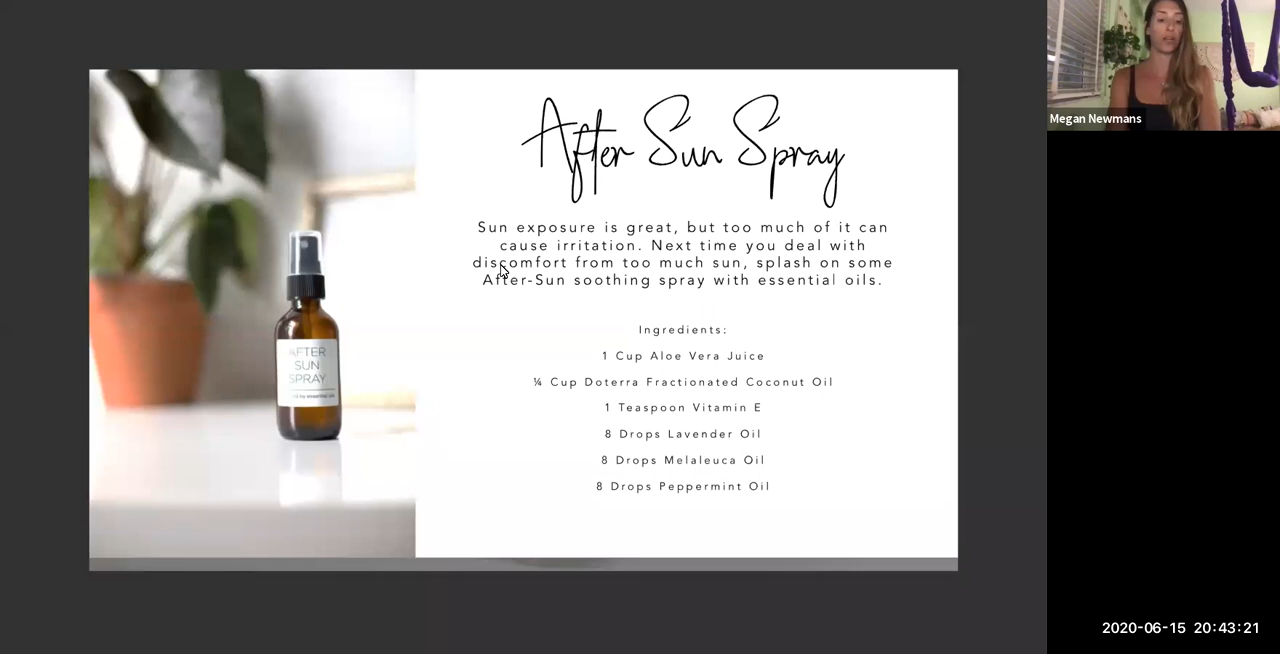 After Sun Spray
Sun exposure is great, but too much of it can
cause irritation. Next time you deal with
discomfort from too much sun, splash on some
After-Sun soothing spray with essential oils.
Ingredients:
1 Cup Aloe Vera Juice
¼ Cup Doterra Fractionated Coconut Oil
1 Teaspoon Vitamin E
8 Drops Lavender Oil
8 Drops Melaleuca Oil
8 Drops Peppermint Oil
AFTER
SUN
SPRAY
by essential oils
Megan Newmans
2020-06-15 20:43:21